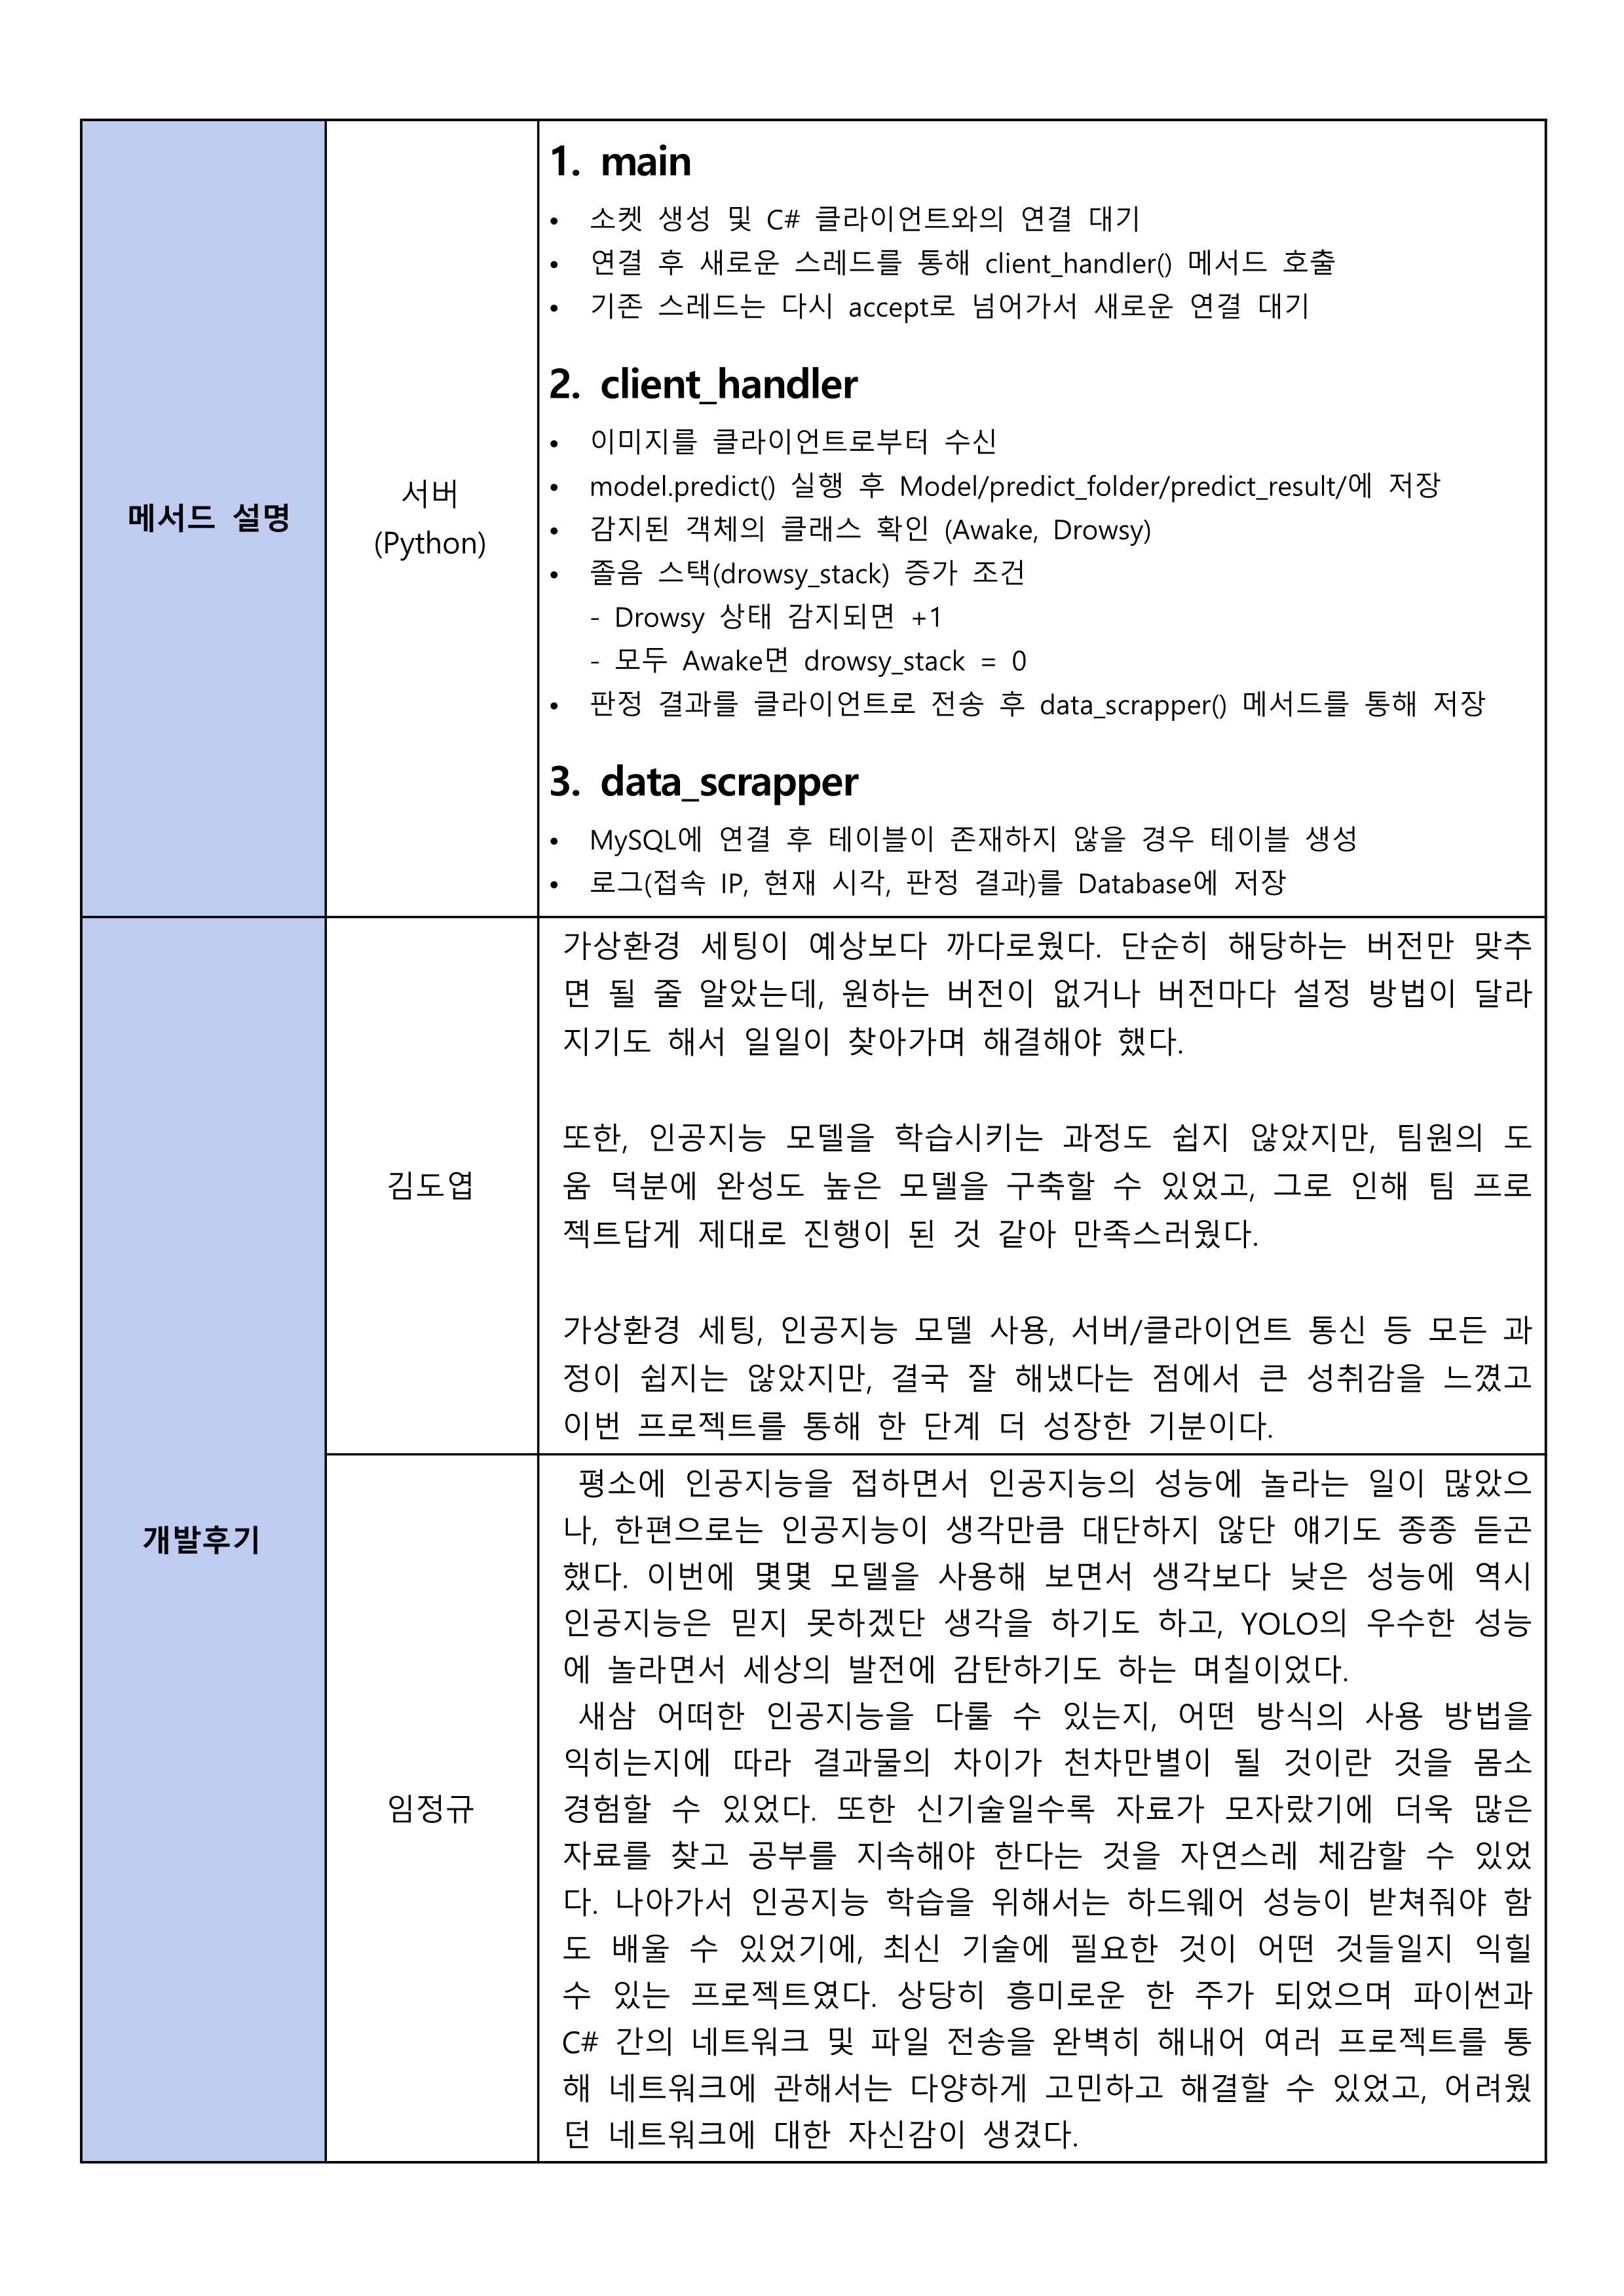 메서드 설명
서버
(Python)
1. main
• 소켓 생성 및 C# 클라이언트와의 연결 대기
• 연결 후 새로운 스레드를 통해 client_handler() 메서드 호출
• 기존 스레드는 다시 accept로 넘어가서 새로운 연결 대기
2. client_handler
• 이미지를 클라이언트로부터 수신
• model.predict() 실행 후 Model/predict_folder/predict_result/에 저장
• 감지된 객체의 클래스 확인 (Awake, Drowsy)
• 졸음 스택(drowsy_stack) 증가 조건
- Drowsy 상태 감지되면 +1
- 모두 Awake면 drowsy_stack = 0
• 판정 결과를 클라이언트로 전송 후 data_scrapper() 메서드를 통해 저장
3. data_scrapper
• MySQL에 연결 후 테이블이 존재하지 않을 경우 테이블 생성
• 로그(접속 IP, 현재 시각, 판정 결과)를 Database에 저장
개발후기
김도엽
가상환경 세팅이 예상보다 까다로웠다. 단순히 해당하는 버전만 맞추
면 될 줄 알았는데, 원하는 버전이 없거나 버전마다 설정 방법이 달라
지기도 해서 일일이 찾아가며 해결해야 했다.
또한, 인공지능 모델을 학습시키는 과정도 쉽지 않았지만, 팀원의 도
움 덕분에 완성도 높은 모델을 구축할 수 있었고, 그로 인해 팀 프로
젝트답게 제대로 진행이 된 것 같아 만족스러웠다.
가상환경 세팅, 인공지능 모델 사용, 서버/클라이언트 통신 등 모든 과
정이 쉽지는 않았지만, 결국 잘 해냈다는 점에서 큰 성취감을 느꼈고
이번 프로젝트를 통해 한 단계 더 성장한 기분이다.
임정규
평소에 인공지능을 접하면서 인공지능의 성능에 놀라는 일이 많았으
나, 한편으로는 인공지능이 생각만큼 대단하지 않단 얘기도 종종 듣곤
했다. 이번에 몇몇 모델을 사용해 보면서 생각보다 낮은 성능에 역시
인공지능은 믿지 못하겠단 생각을 하기도 하고, YOLO의 우수한 성능
에 놀라면서 세상의 발전에 감탄하기도 하는 며칠이었다.
새삼 어떠한 인공지능을 다룰 수 있는지, 어떤 방식의 사용 방법을
익히는지에 따라 결과물의 차이가 천차만별이 될 것이란 것을 몸소
경험할 수 있었다. 또한 신기술일수록 자료가 모자랐기에 더욱 많은
자료를 찾고 공부를 지속해야 한다는 것을 자연스레 체감할 수 있었
다. 나아가서 인공지능 학습을 위해서는 하드웨어 성능이 받쳐줘야 함
도 배울 수 있었기에, 최신 기술에 필요한 것이 어떤 것들일지 익힐
수 있는 프로젝트였다. 상당히 흥미로운 한 주가 되었으며 파이썬과
C# 간의 네트워크 및 파일 전송을 완벽히 해내어 여러 프로젝트를 통
해 네트워크에 관해서는 다양하게 고민하고 해결할 수 있었고, 어려웠
던 네트워크에 대한 자신감이 생겼다.